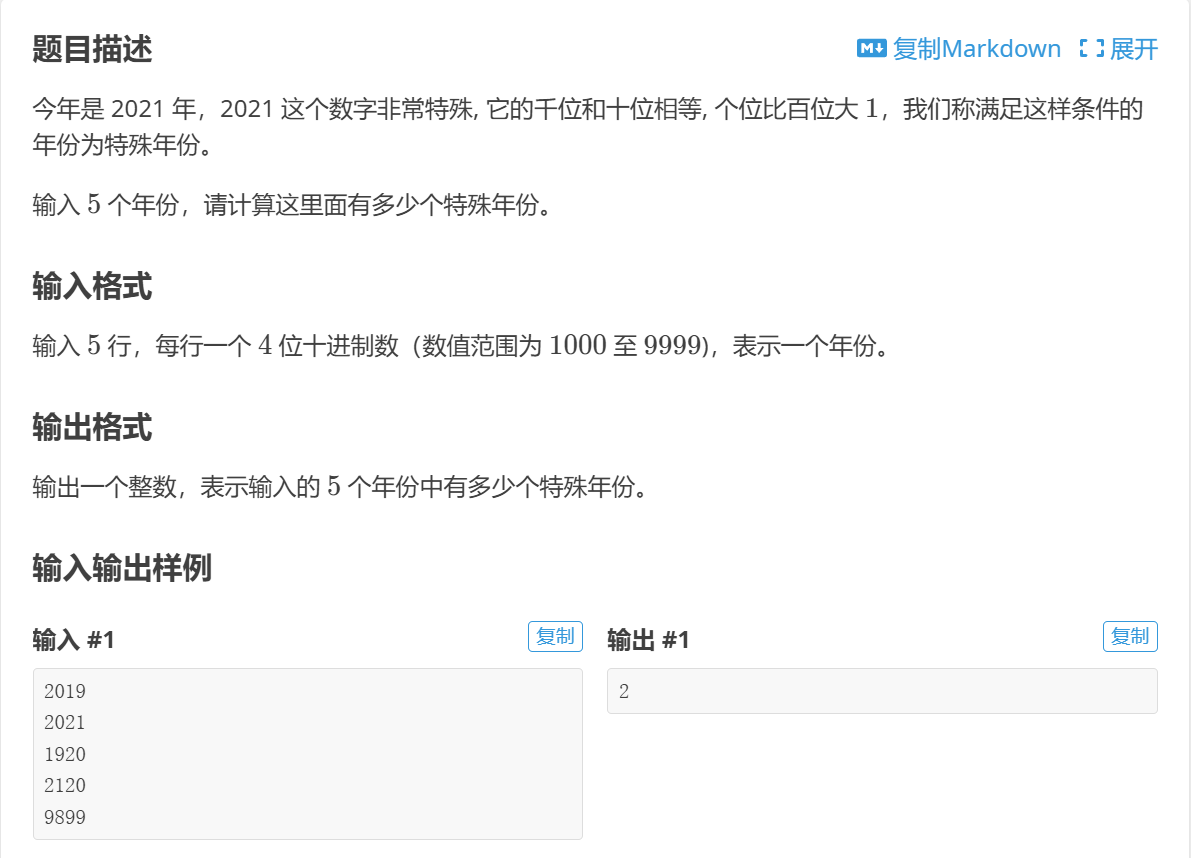 题目描述 复制Markdown 展开
今年是 2021 年，2021 这个数字非常特殊, 它的千位和十位相等, 个位比百位大 1，我们称满足这样条件的
年份为特殊年份。
输入 5 个年份，请计算这里面有多少个特殊年份。
输入格式
输入 5 行，每行一个 4 位十进制数（数值范围为 1000 至 9999)，表示一个年份。
输出格式
输出一个整数，表示输入的 5 个年份中有多少个特殊年份。
输入输出样例
输入 #1 复制
2019
2021
1920
2120
9899
输出 #1 复制
2